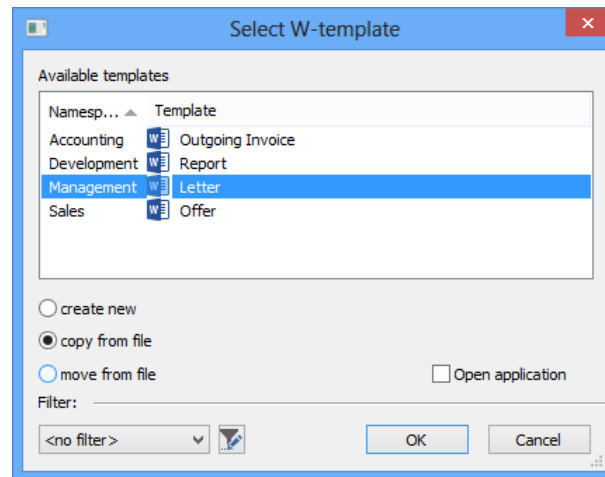 Select W-template
Available templates
Namesp... Template
Accounting Outgoing Invoice
Development Report
Management Letter
Sales Offer
create new
copy from file
move from file Open application
Filter:
<no filter> OK Cancel